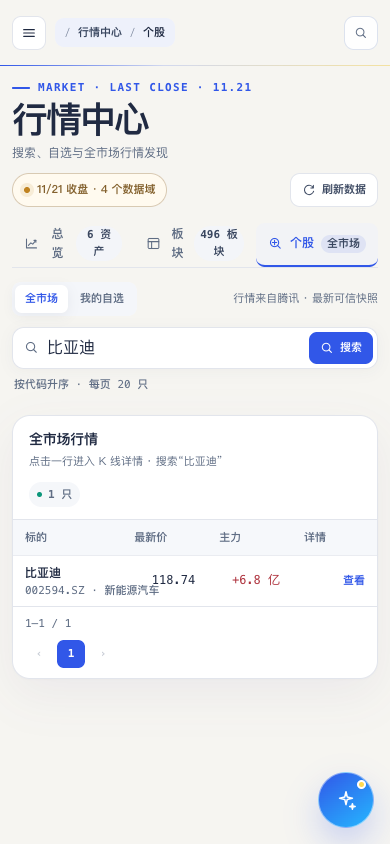 / 行情中心 / 个股
MARKET · LAST CLOSE · 11.21
行情中心
搜索、自选与全市场行情发现
11/21 收盘 · 4 个数据域
刷新数据
总览 6 资产
板块 496 板块
个股 全市场
全市场 我的自选
行情来自腾讯 · 最新可信快照
比亚迪
搜索
按代码升序 · 每页 20 只
全市场行情
点击一行进入 K 线详情 · 搜索“比亚迪”
1 只
标的 最新价 主力 详情
比亚迪
118.74 +6.8 亿 查看
002594.SZ · 新能源汽车
1—1 / 1
‹ 1 ›